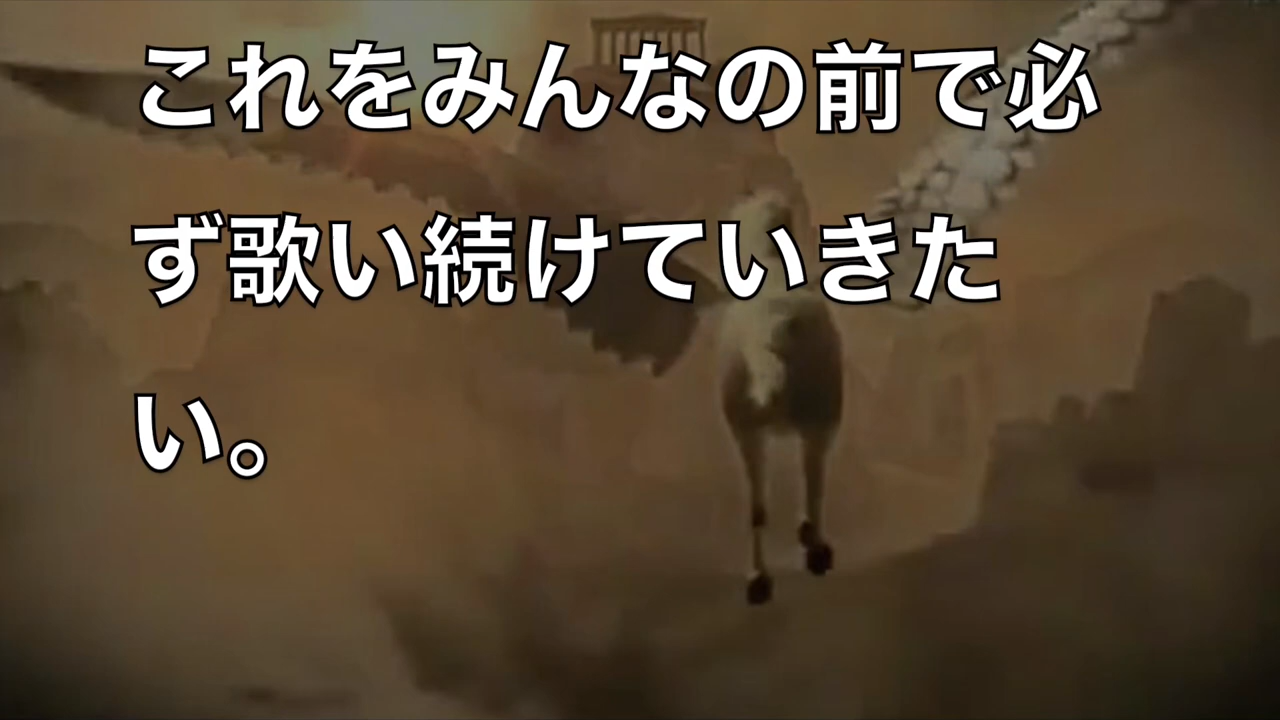 これをみんなの前で必
ず歌い続けていきた
い。